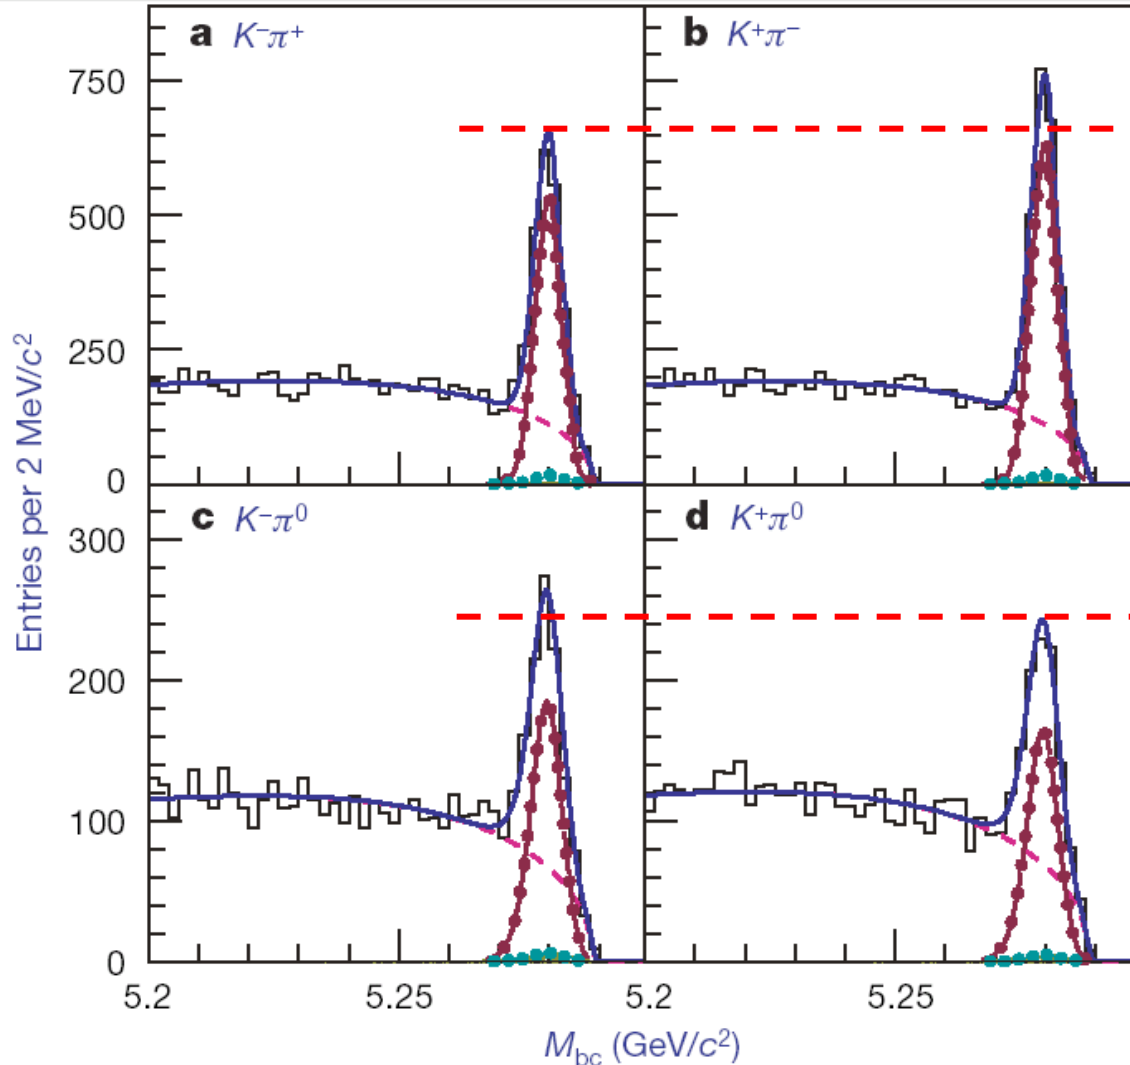 a K⁻π⁺
b K⁺π⁻
750
500
250
0
c K⁻π⁰
d K⁺π⁰
300
200
100
0
5.2
5.25
5.2
5.25
Entries per 2 MeV/c²
M_bc (GeV/c²)